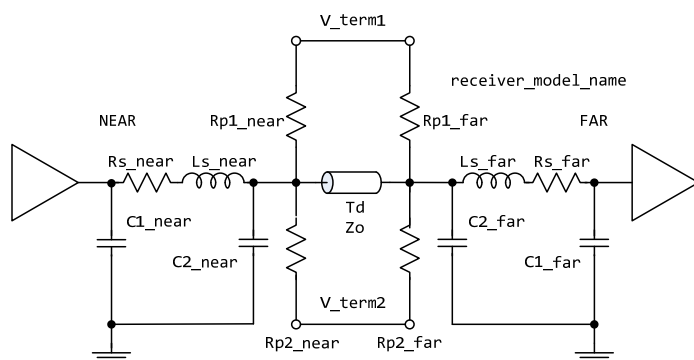 V_term1
receiver_model_name
NEAR
Rp1_near
Rp1_far
FAR
Rs_near
Ls_near
Ls_far
Rs_far
Td
Zo
C1_near
C2_far
C2_near
C1_far
V_term2
Rp2_near
Rp2_far